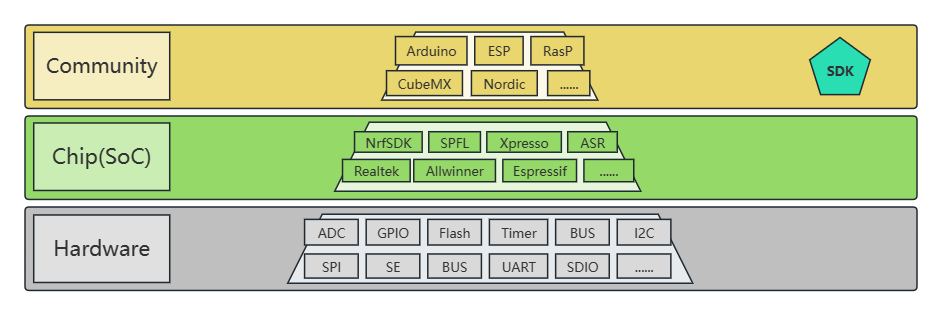 Community
Arduino ESP RasP
CubeMX Nordic ......
SDK
Chip(SoC)
NrfSDK SPFL Xpresso ASR
Realtek Allwinner Espressif ......
Hardware
ADC GPIO Flash Timer BUS I2C
SPI SE BUS UART SDIO ......